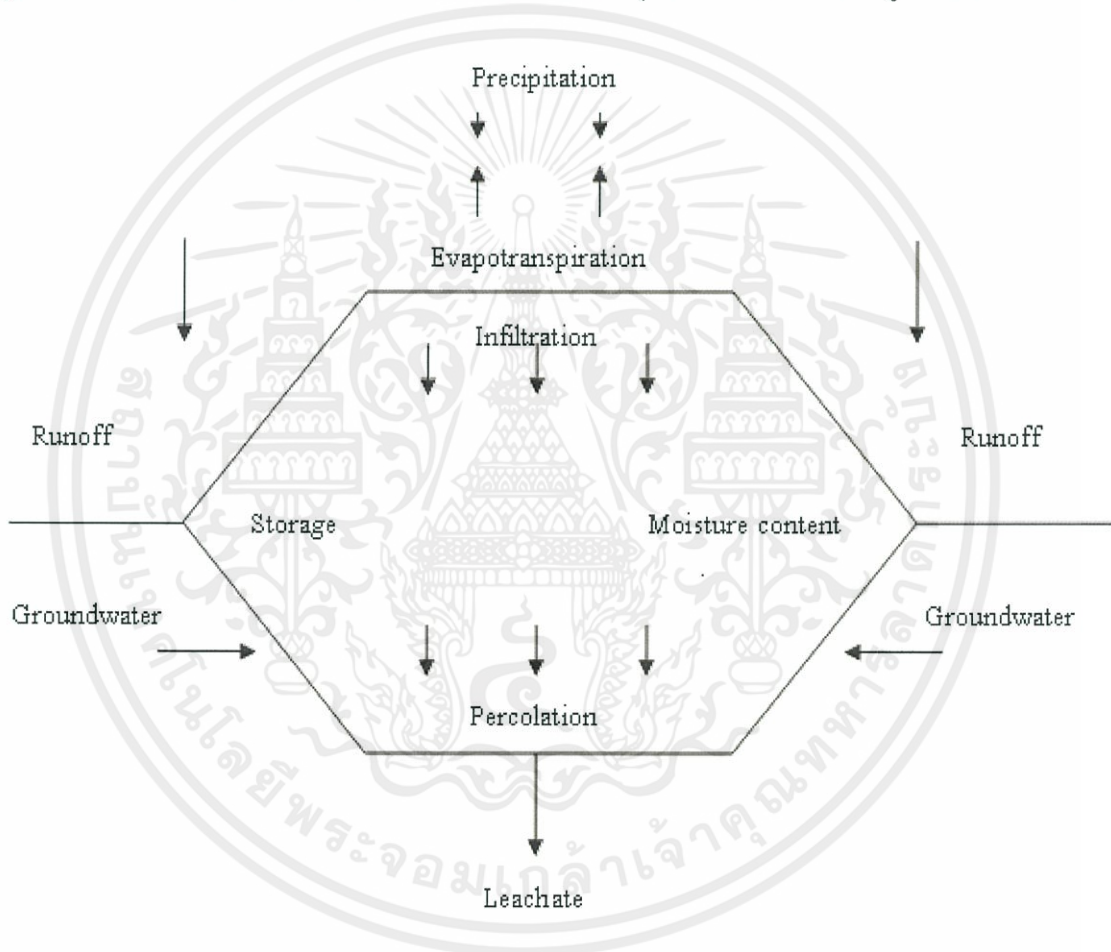 Precipitation
Evapotranspiration
Infiltration
Runoff
Runoff
Storage
Moisture content
Groundwater
Groundwater
Percolation
Leachate